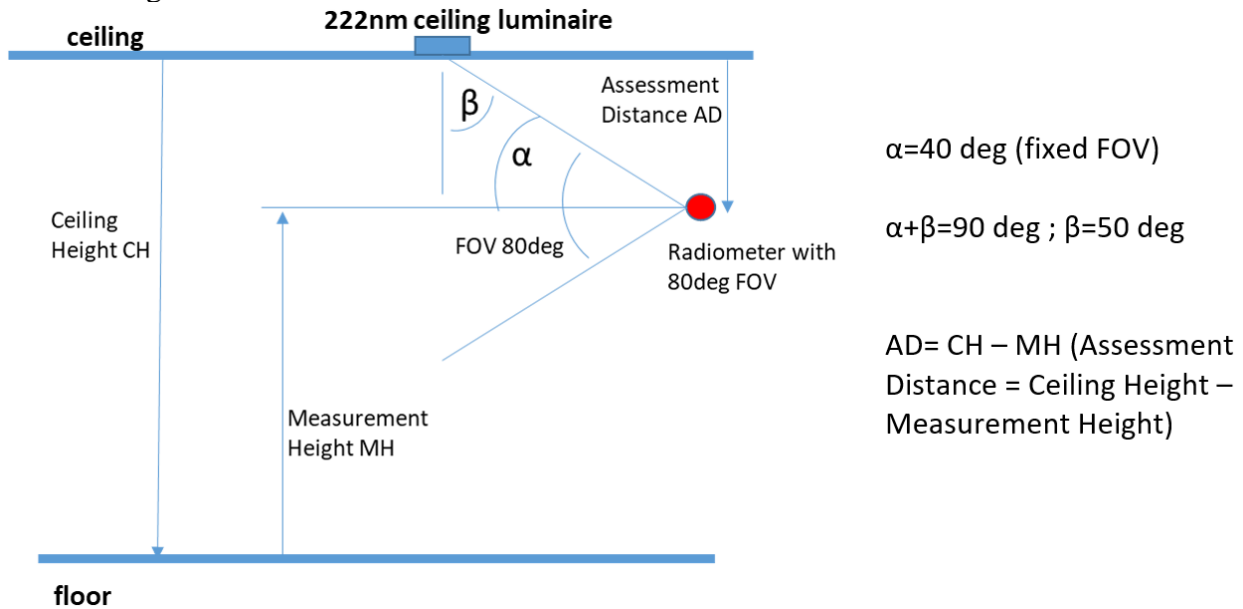 222nm ceiling luminaire
ceiling
Assessment
Distance AD
β
α
α=40 deg (fixed FOV)
α+β=90 deg ; β=50 deg
Ceiling
Height CH
FOV 80deg
Radiometer with
80deg FOV
AD= CH – MH (Assessment
Distance = Ceiling Height –
Measurement Height)
Measurement
Height MH
floor